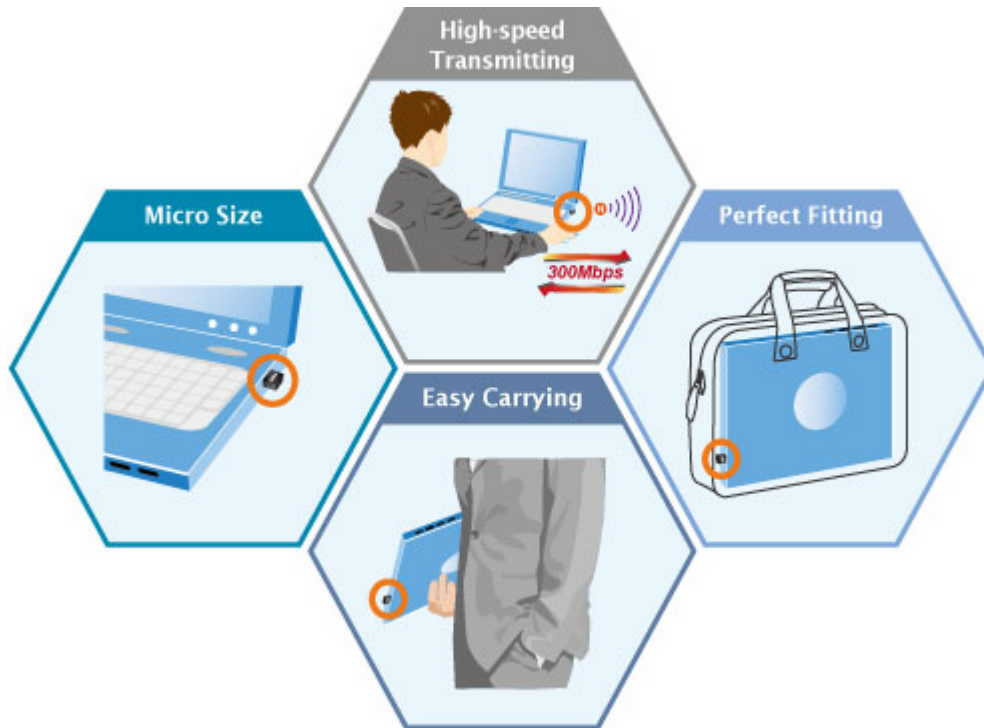 High-speed
Transmitting
N
300Mbps
Micro Size
Perfect Fitting
Easy Carrying